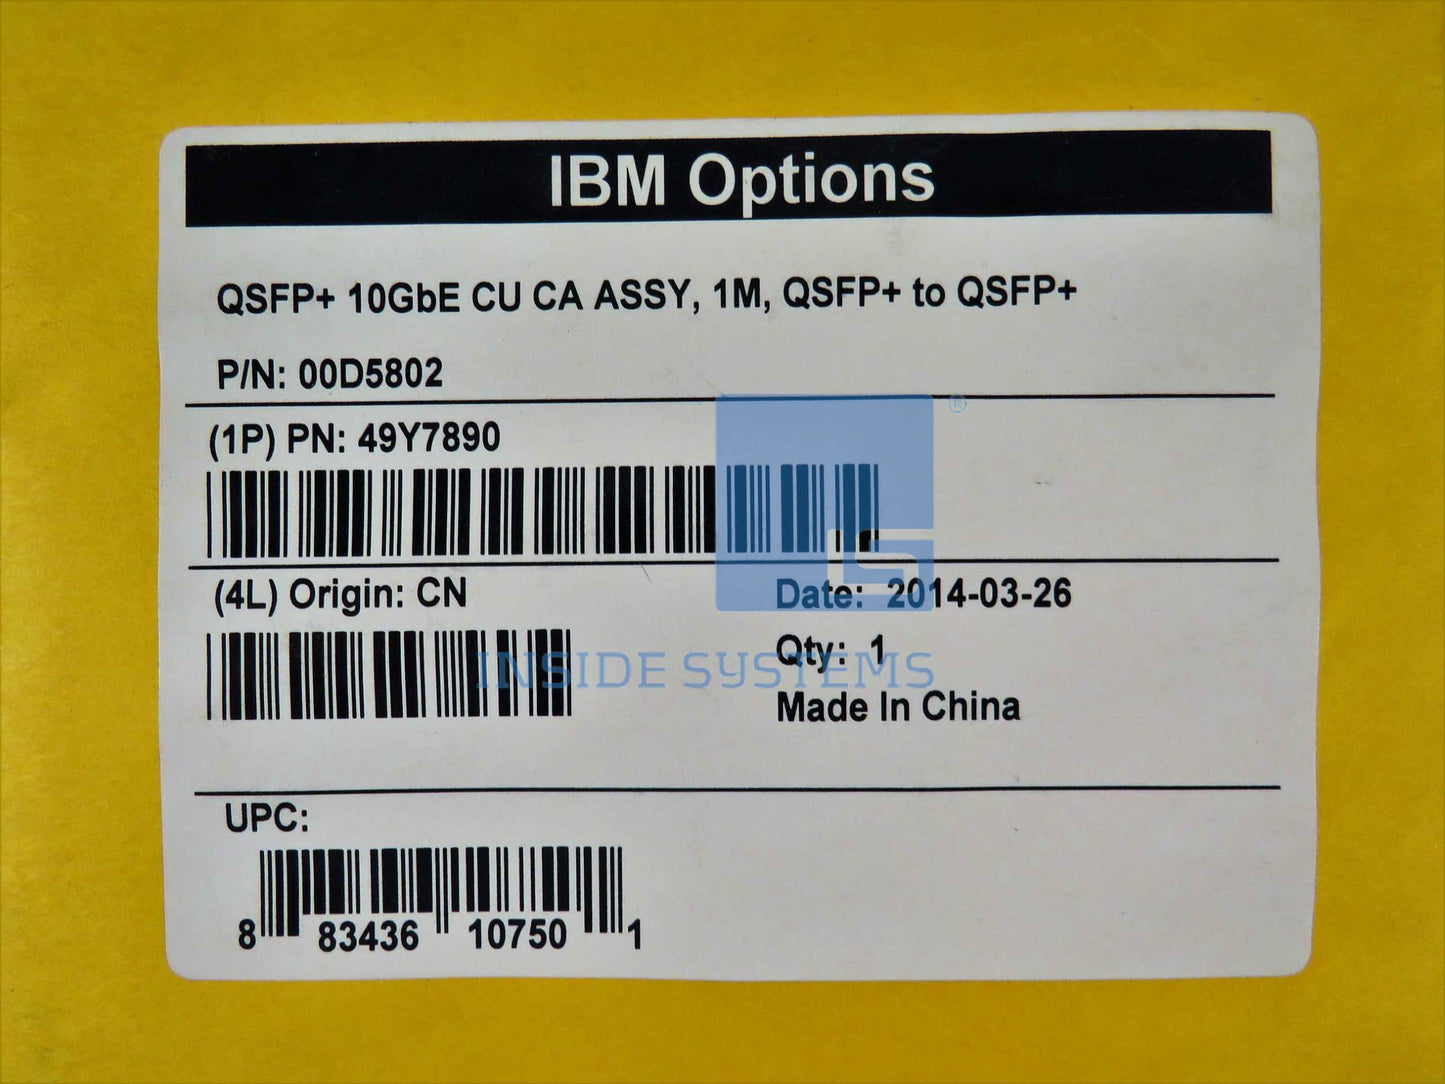 IBM Options
QSFP+ 10GbE CU CA ASSY, 1M, QSFP+ to QSFP+
P/N: 00D5802
(1P) PN: 49Y7890
®
(4L) Origin: CN
Date: 2014-03-26
Qty: 1
INSIDE SYSTEMS
Made In China
UPC:
8 83436 10750 1